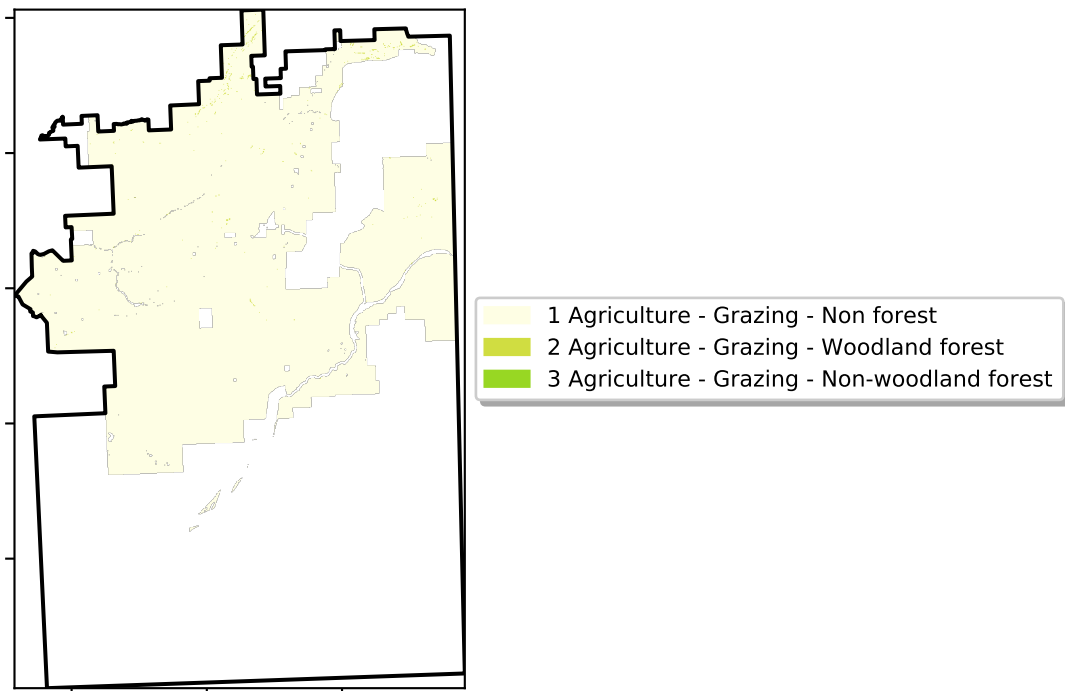 1 Agriculture - Grazing - Non forest
2 Agriculture - Grazing - Woodland forest
3 Agriculture - Grazing - Non-woodland forest